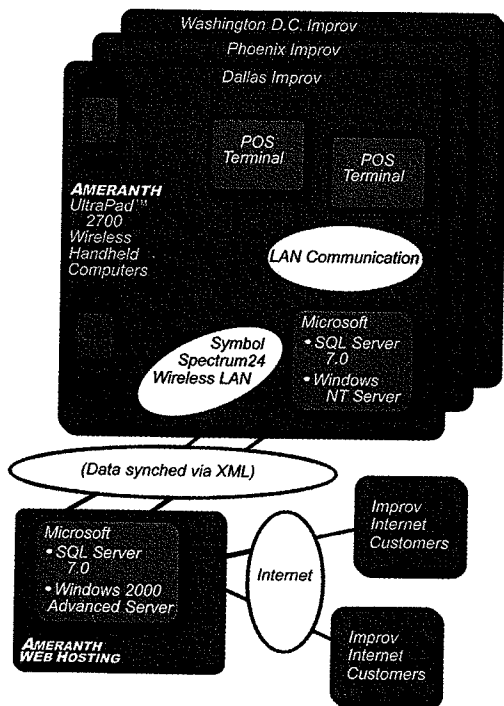 Washington D.C. Improv
Phoenix Improv
Dallas Improv
POS
Terminal
POS
Terminal
AMERANTH
UltraPad™
2700
Wireless
Handheld
Computers
LAN Communication
Symbol
Spectrum24
Wireless LAN
Microsoft
• SQL Server
7.0
• Windows
NT Server
(Data synched via XML)
Microsoft
• SQL Server
7.0
• Windows 2000
Advanced Server
AMERANTH
WEB HOSTING
Internet
Improv
Internet
Customers
Improv
Internet
Customers